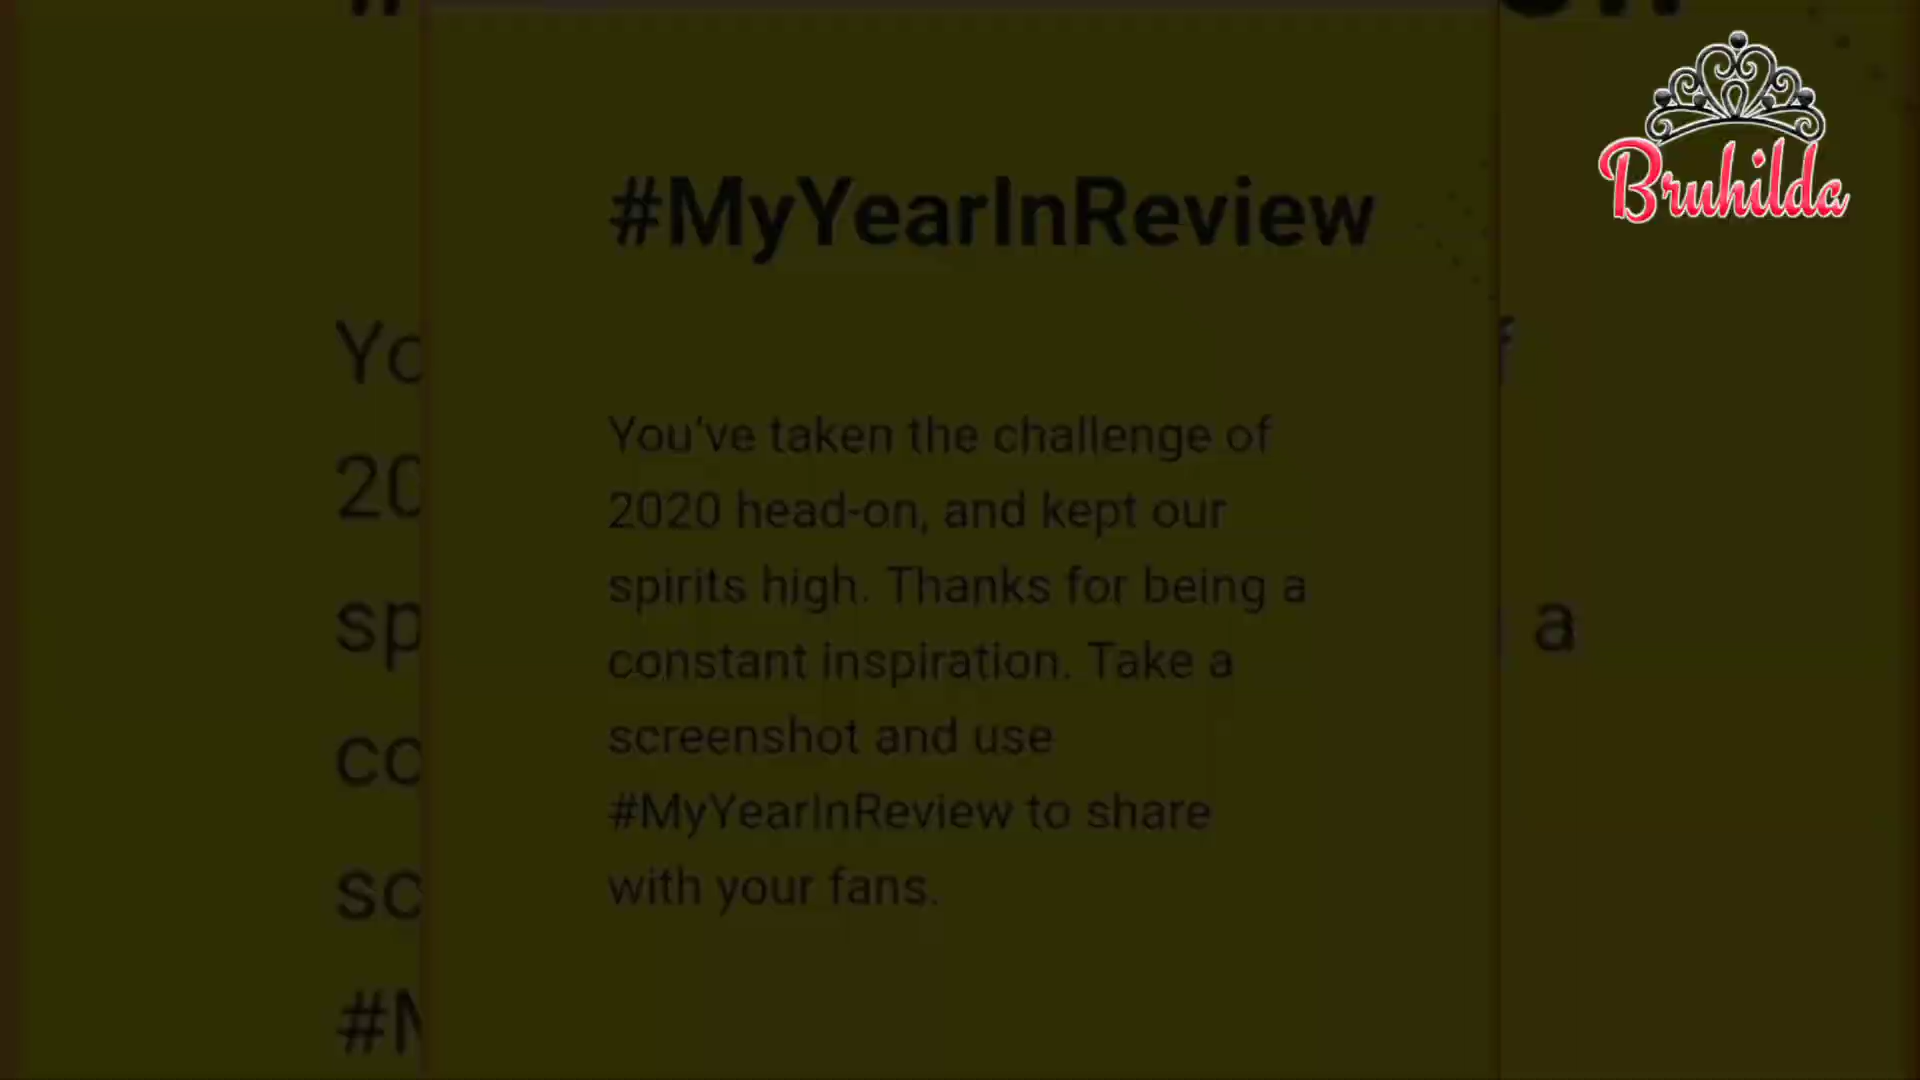 Bruhilda
#MyYearInReview
You've taken the challenge of
2020 head-on, and kept our
spirits high. Thanks for being a
constant inspiration. Take a
screenshot and use
#MyYearInReview to share
with your fans.